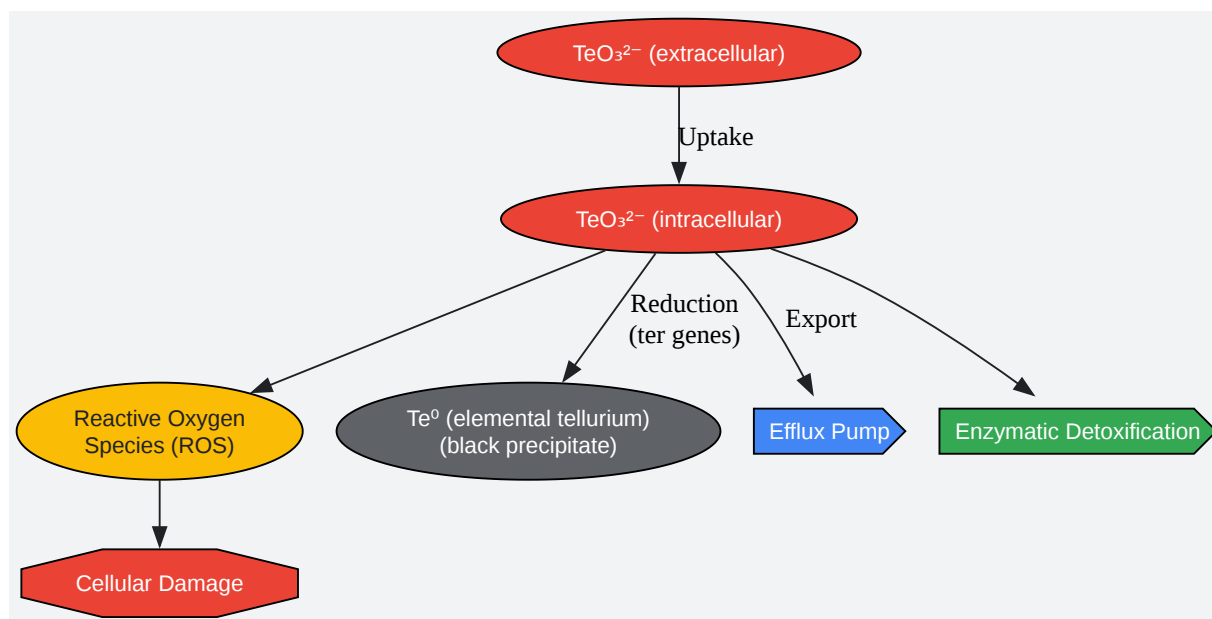 TeO₃²⁻ (extracellular)
Uptake
TeO₃²⁻ (intracellular)
Reduction
(ter genes)
Export
Reactive Oxygen
Species (ROS)
Te⁰ (elemental tellurium)
(black precipitate)
Efflux Pump
Enzymatic Detoxification
Cellular Damage